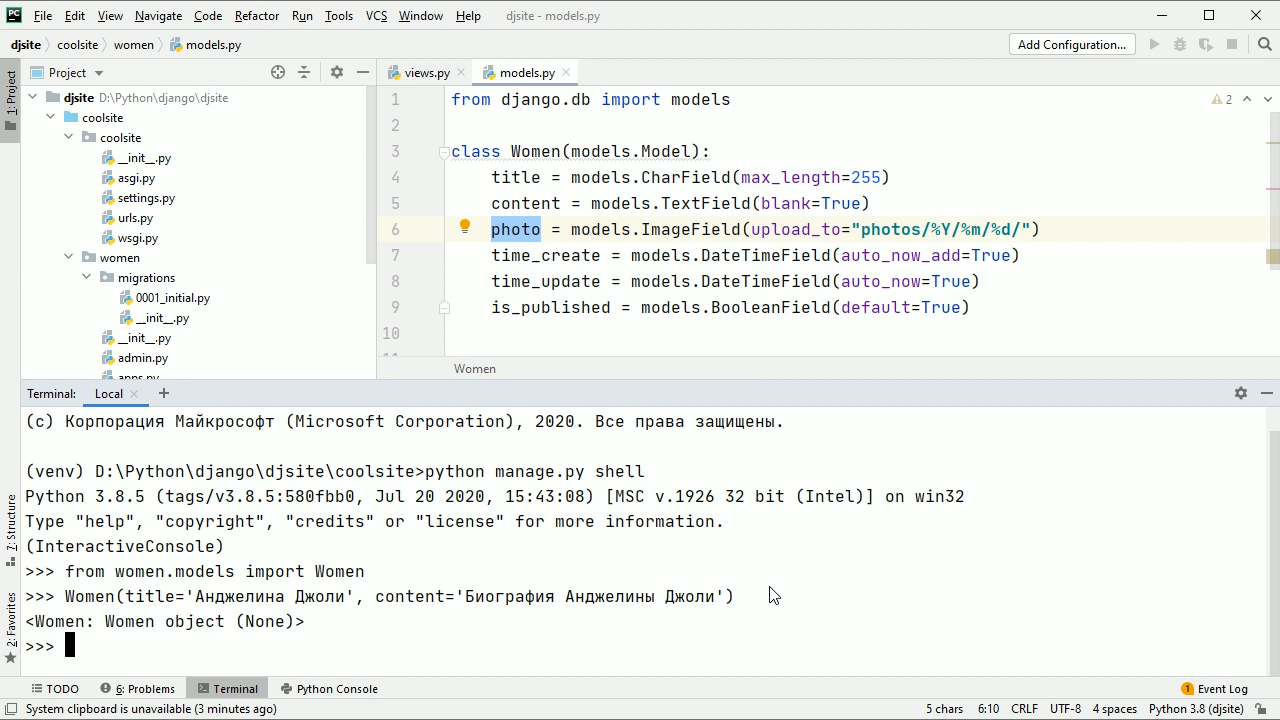 File Edit View Navigate Code Refactor Run Tools VCS Window Help djsite - models.py
djsite coolsite women models.py Add Configuration...
Project views.py models.py
1: Project
djsite D:\Python\django\djsite
coolsite
coolsite
__init__.py
asgi.py
settings.py
urls.py
wsgi.py
women
migrations
0001_initial.py
__init__.py
__init__.py
admin.py
apps.py
1 from django.db import models
2
3 class Women(models.Model):
4 title = models.CharField(max_length=255)
5 content = models.TextField(blank=True)
6 photo = models.ImageField(upload_to="photos/%Y/%m/%d/")
7 time_create = models.DateTimeField(auto_now_add=True)
8 time_update = models.DateTimeField(auto_now=True)
9 is_published = models.BooleanField(default=True)
10
11
2
Women
Terminal: Local
(c) Корпорация Майкрософт (Microsoft Corporation), 2020. Все права защищены.
(venv) D:\Python\django\djsite\coolsite>python manage.py shell
Python 3.8.5 (tags/v3.8.5:580fbb0, Jul 20 2020, 15:43:08) [MSC v.1926 32 bit (Intel)] on win32
Type "help", "copyright", "credits" or "license" for more information.
(InteractiveConsole)
>>> from women.models import Women
>>> Women(title='Анджелина Джоли', content='Биография Анджелины Джоли')
<Women: Women object (None)>
>>>
Z: Structure
2: Favorites
TODO 6: Problems Terminal Python Console 1 Event Log
System clipboard is unavailable (3 minutes ago) 5 chars 6:10 CRLF UTF-8 4 spaces Python 3.8 (djsite)